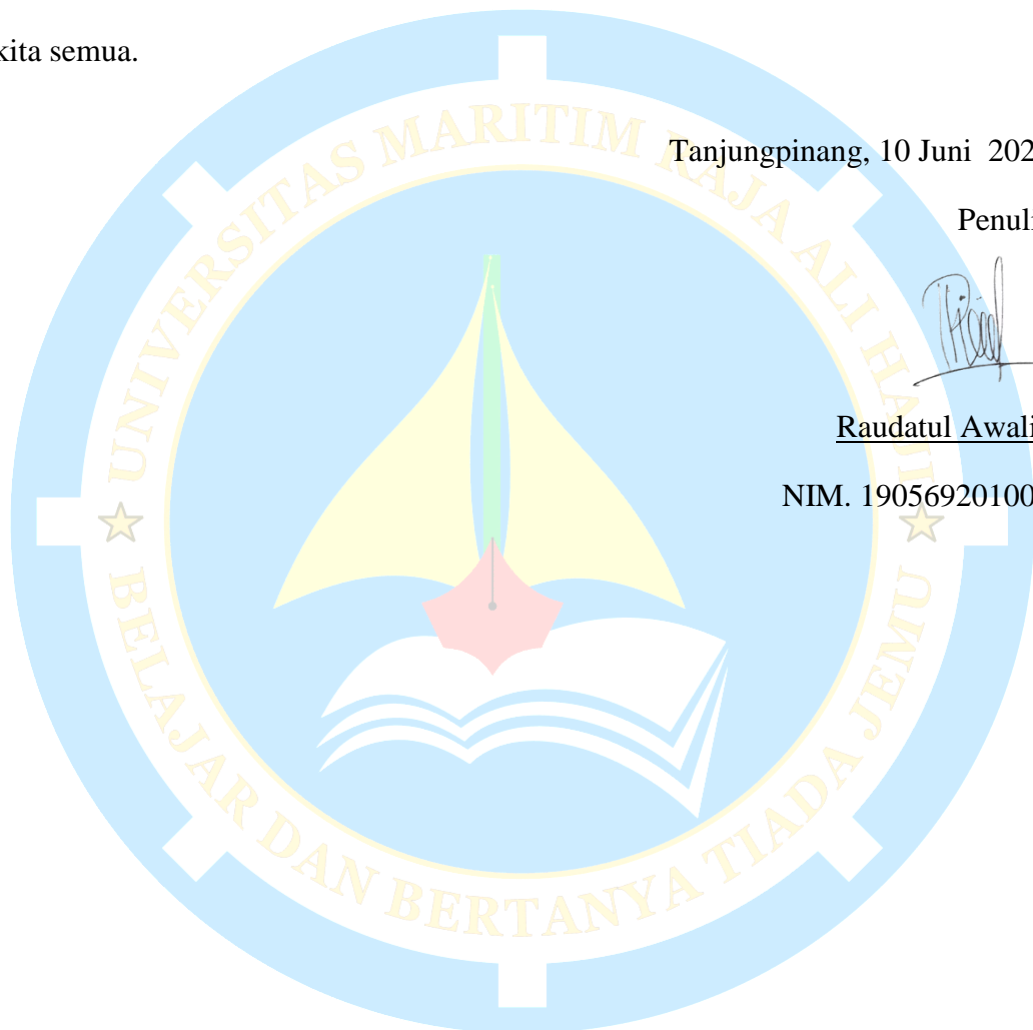 kita semua.
Tanjungpinang, 10 Juni 202
Penuli
Raudatul Awali
NIM. 19056920100
UNIVERSITAS MARITIM RAJA ALI HAJI
BELAJAR DAN BERTANYA TIADA JEMU